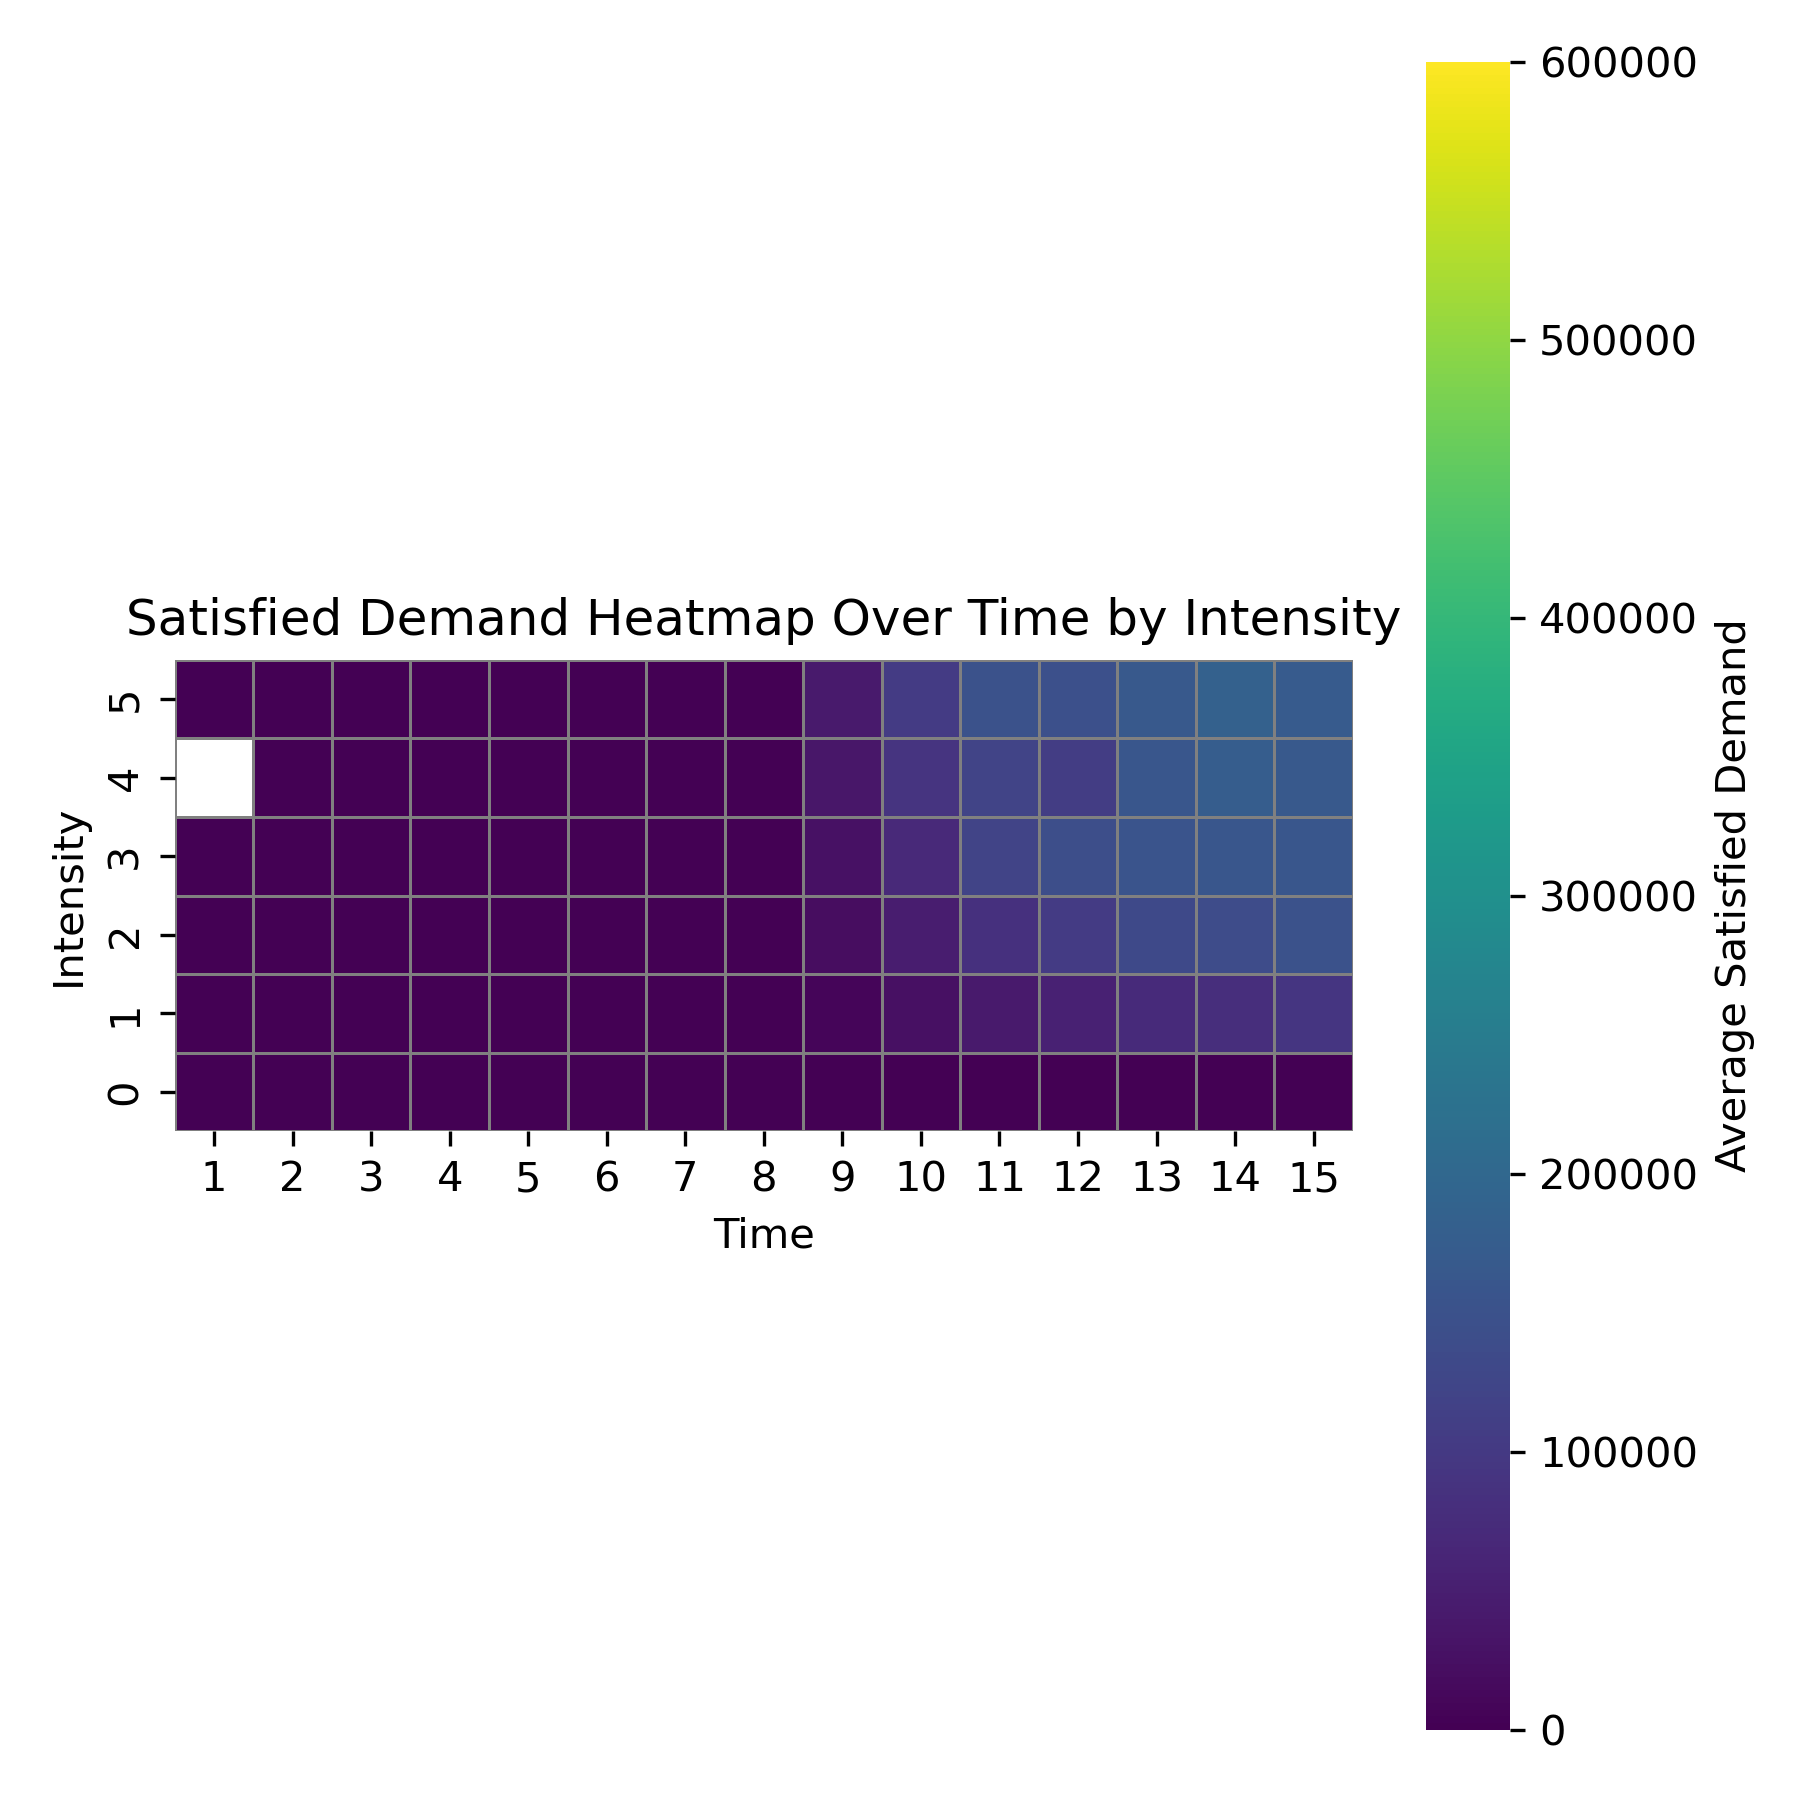 Satisfied Demand Heatmap Over Time by Intensity
Intensity
5
4
3
2
1
0
1 2 3 4 5 6 7 8 9 10 11 12 13 14 15
Time
600000
500000
400000
300000
200000
100000
0
Average Satisfied Demand